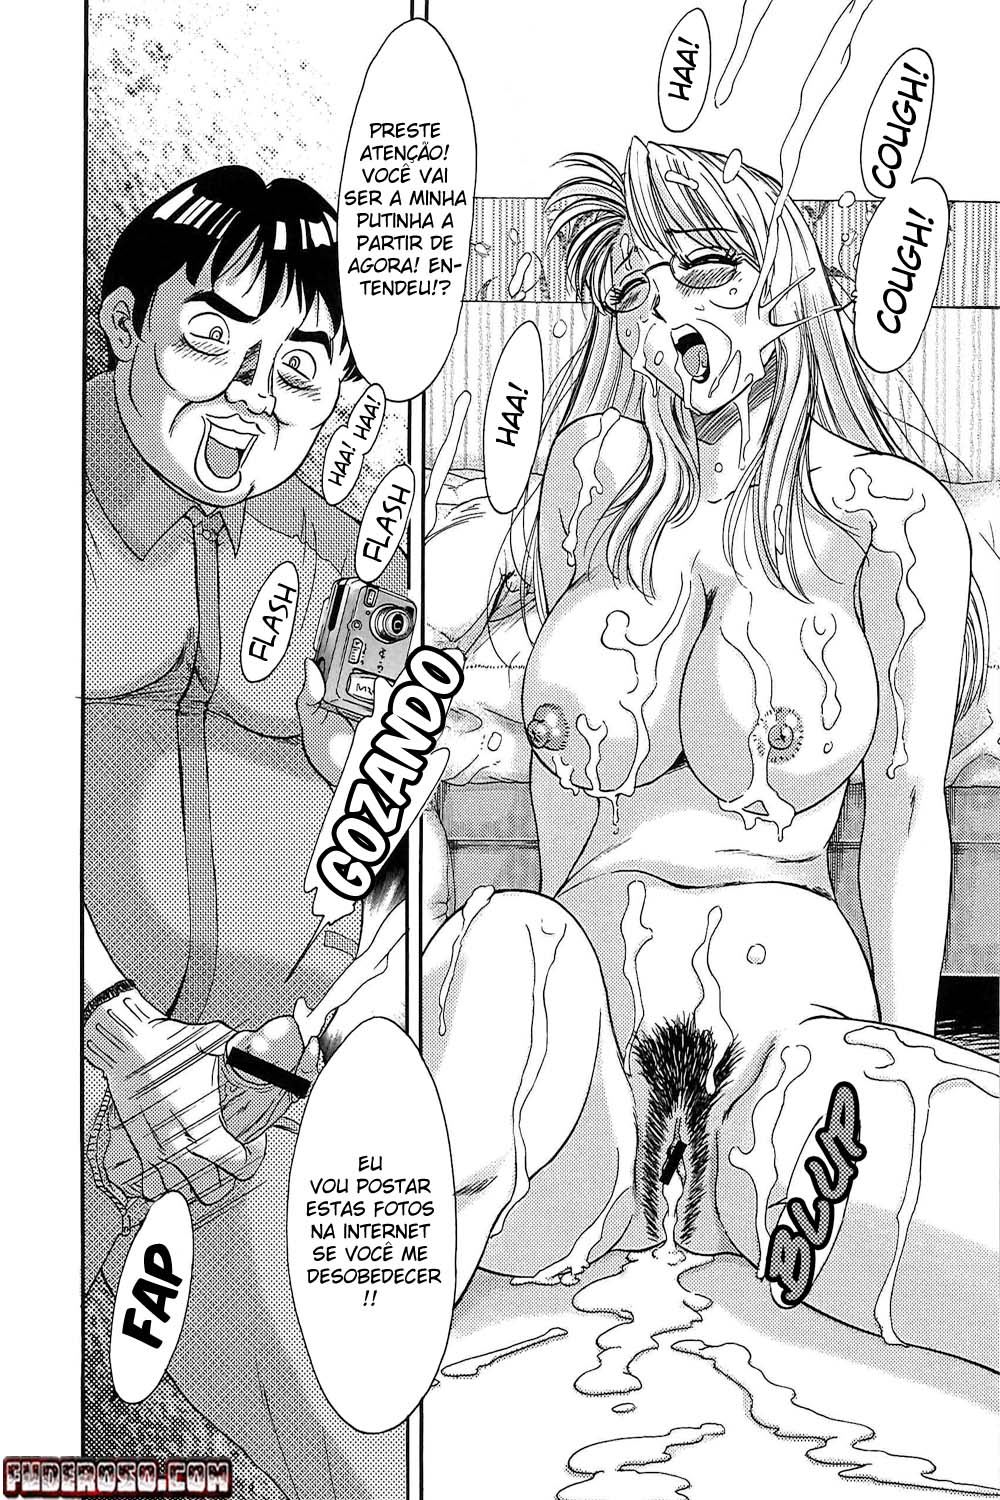 HAA!
COUGH!
COUGH!
PRESTE
ATENÇÃO!
VOCÊ VAI
SER A MINHA
PUTINHA A
PARTIR DE
AGORA! EN-
TENDEU!?
HAA!
HAA! HAA!
FLASH
FLASH
GOZANDO
EU
VOU POSTAR
ESTAS FOTOS
NA INTERNET
SE VOCÊ ME
DESOBEDECER
!!
BLUP
FAP
FUDEROSO.COM